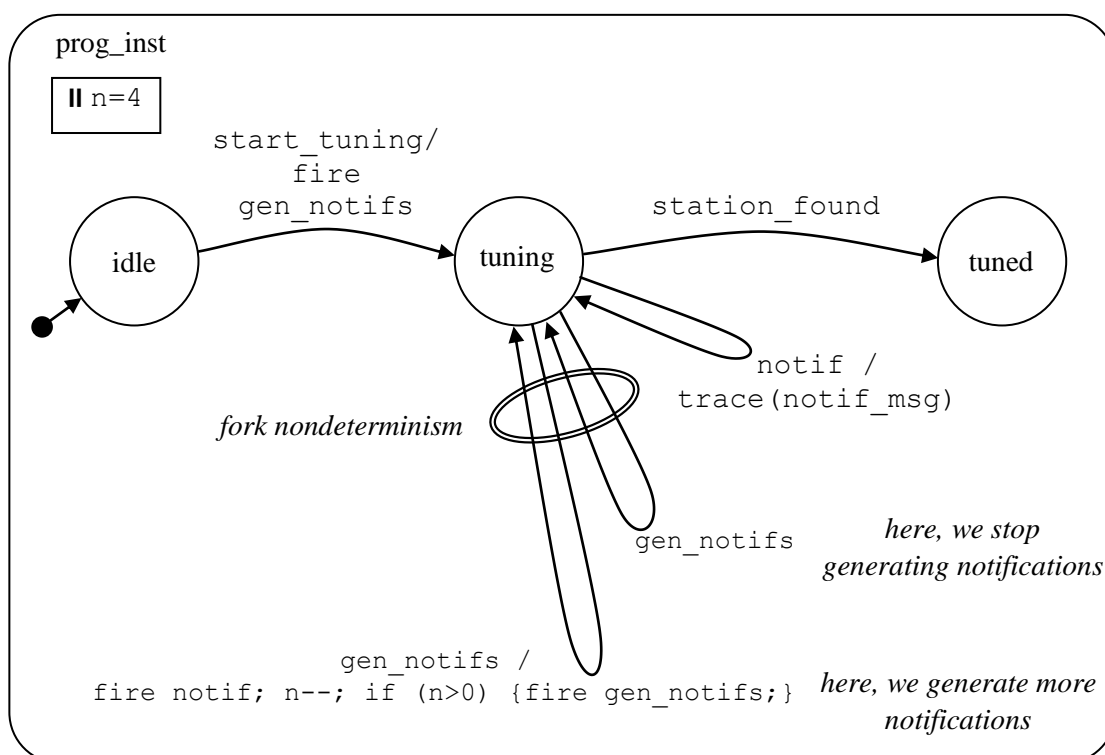 prog_inst
II n=4
start_tuning/
fire
gen_notifs
station_found
idle
tuning
tuned
notif /
trace(notif_msg)
fork nondeterminism
gen_notifs
here, we stop
generating notifications
gen_notifs /
fire notif; n--; if (n>0) {fire gen_notifs;}
here, we generate more
notifications